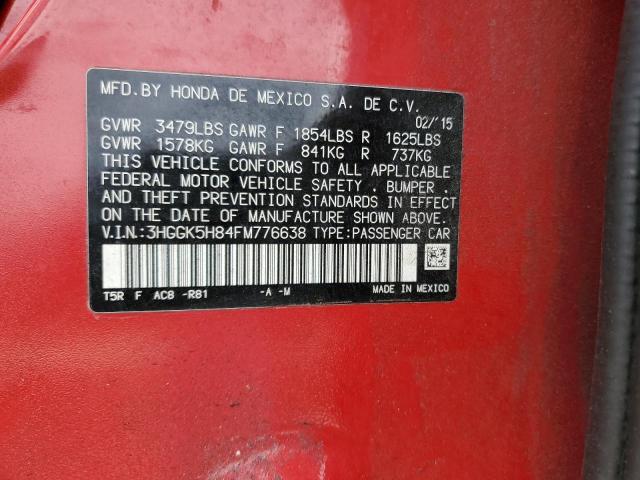 MFD.BY HONDA DE MEXICO S.A. DE C.V.
02/'15
GVWR 3479LBS GAWR F 1854LBS R 1625LBS
GVWR 1578KG GAWR F 841KG R 737KG
THIS VEHICLE CONFORMS TO ALL APPLICABLE
FEDERAL MOTOR VEHICLE SAFETY . BUMPER .
AND THEFT PREVENTION STANDARDS IN EFFECT
ON THE DATE OF MANUFACTURE SHOWN ABOVE.
V.I.N.:3HGGK5H84FM776638 TYPE:PASSENGER CAR
T5R F AC8 -R81 -A -M MADE IN MEXICO